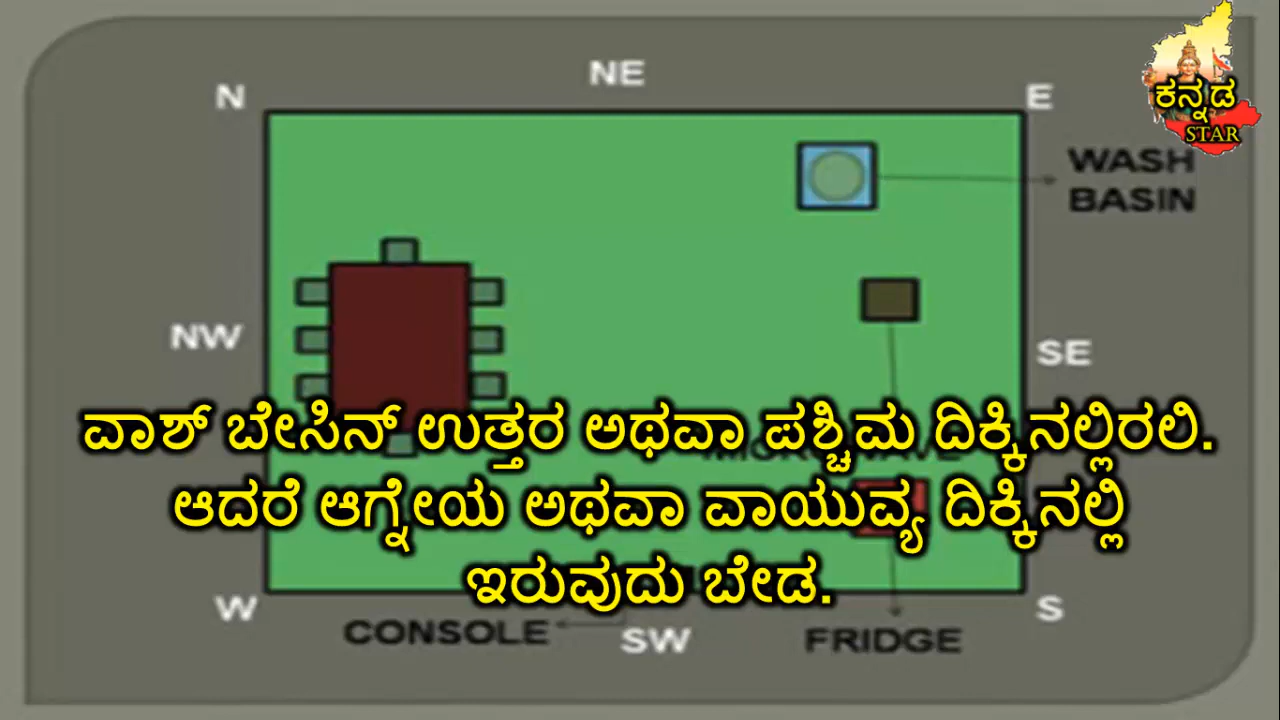 NE
N
E
ಕನ್ನಡ
STAR
WASH
BASIN
NW
SE
ವಾಶ್ ಬೇಸಿನ್ ಉತ್ತರ ಅಥವಾ ಪಶ್ಚಿಮ ದಿಕ್ಕಿನಲ್ಲಿರಲಿ.
ಆದರೆ ಆಗ್ನೇಯ ಅಥವಾ ವಾಯುವ್ಯ ದಿಕ್ಕಿನಲ್ಲಿ
ಇರುವುದು ಬೇಡ.
W
S
CONSOLE
SW
FRIDGE